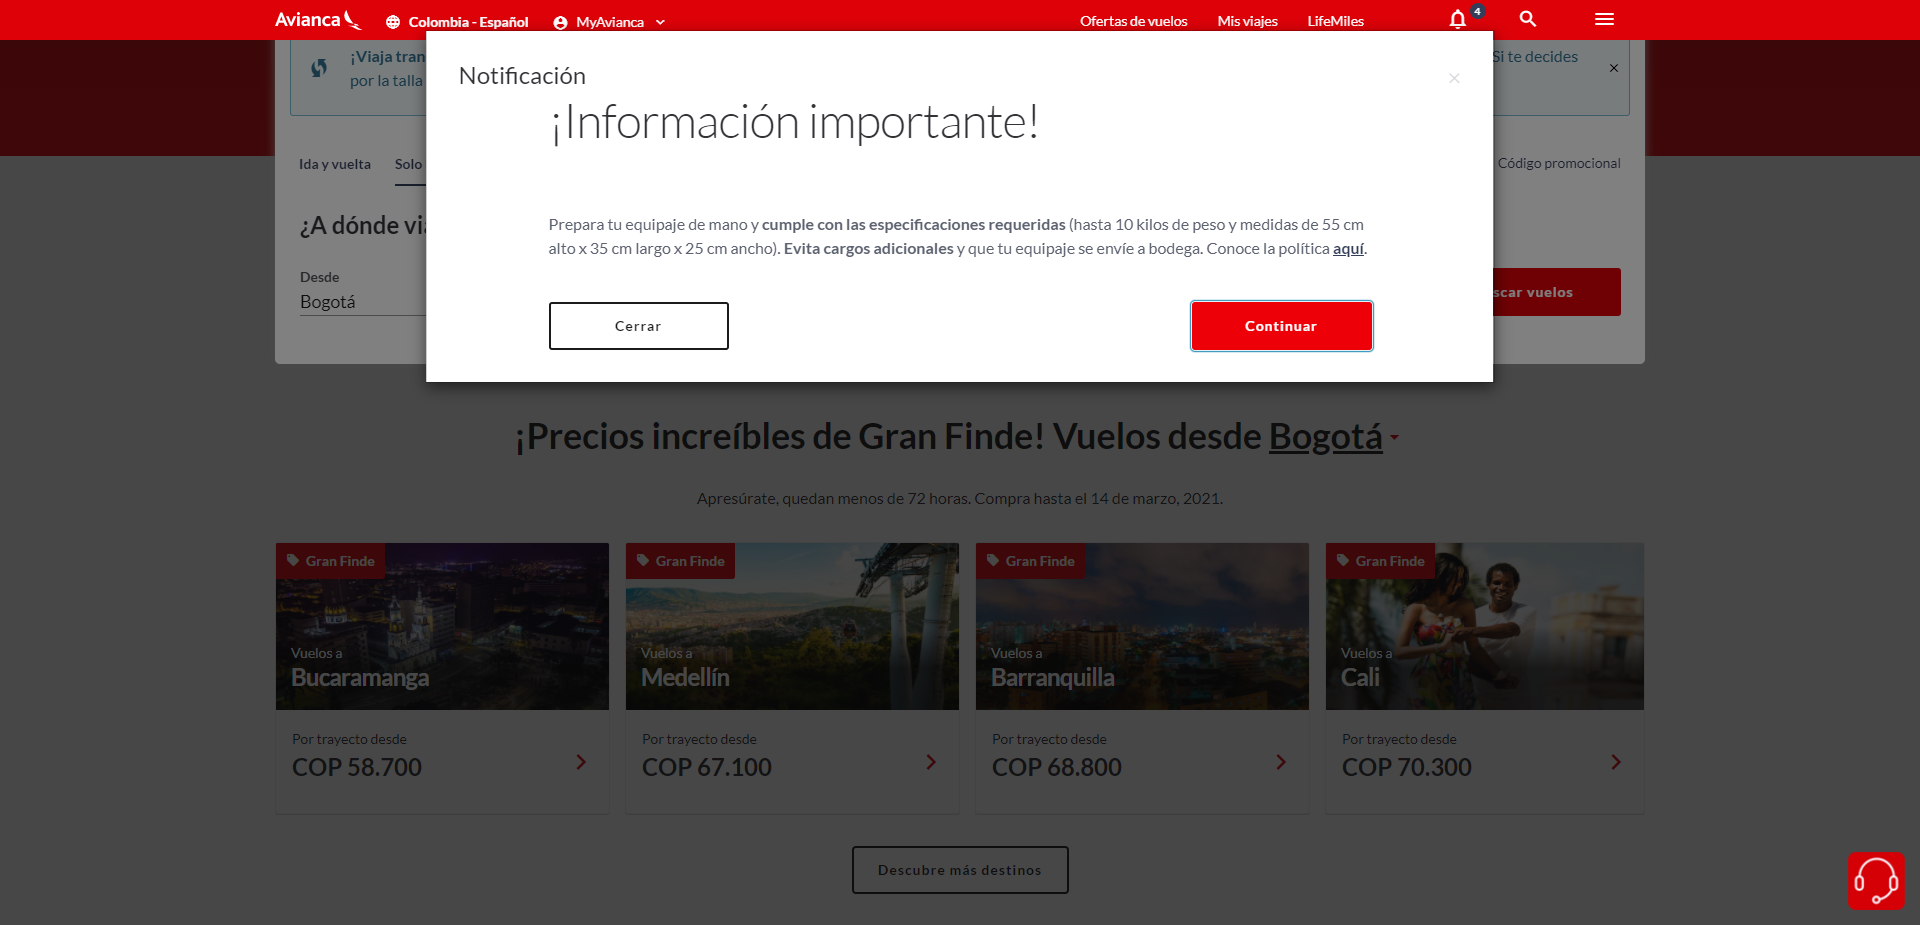 Avianca
Colombia - Español
MyAvianca
Ofertas de vuelos
Mis viajes
LifeMiles
4
¡Viaja
Si te decides
por la talla
Notificación
¡Información importante!
Ida y vuelta
Solo
Código promocional
¿A dónde
Prepara tu equipaje de mano y cumple con las especificaciones requeridas (hasta 10 kilos de peso y medidas de 55 cm
alto x 35 cm largo x 25 cm ancho). Evita cargos adicionales y que tu equipaje se envíe a bodega. Conoce la política aquí.
Desde
Bogotá
vuelos
Cerrar
Continuar
¡Precios increíbles de Gran Finde! Vuelos desde Bogotá
Apresúrate, quedan menos de 72 horas. Compra hasta el 14 de marzo, 2021.
Gran Finde
Vuelos a
Bucaramanga
Por trayecto desde
COP 58.700
Gran Finde
Vuelos a
Medellín
Por trayecto desde
COP 67.100
Gran Finde
Vuelos a
Barranquilla
Por trayecto desde
COP 68.800
Gran Finde
Vuelos a
Cali
Por trayecto desde
COP 70.300
Descubre más destinos